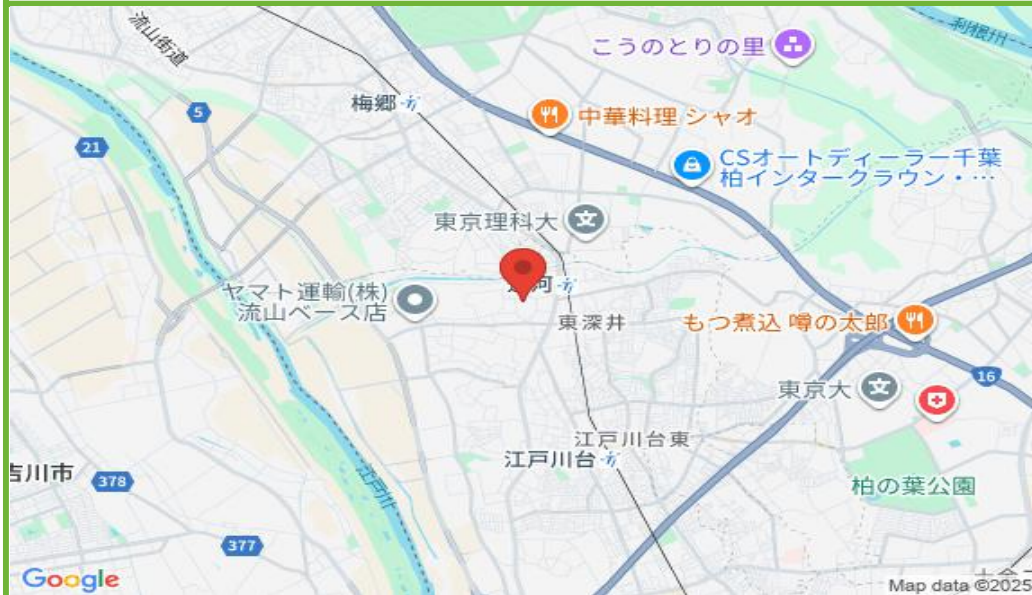 流山街道
利根川
こうのとりの里
梅郷
5
中華料理 シャオ
21
CSオートディーラー千葉
柏インタークラウン・…
東京理科大
河
ヤマト運輸(株)
流山ベース店
東深井
もつ煮込 噂の太郎
16
東京大
江戸川台東
江戸川台
吉川市
378
江戸川
柏の葉公園
377
Google
Map data ©2025